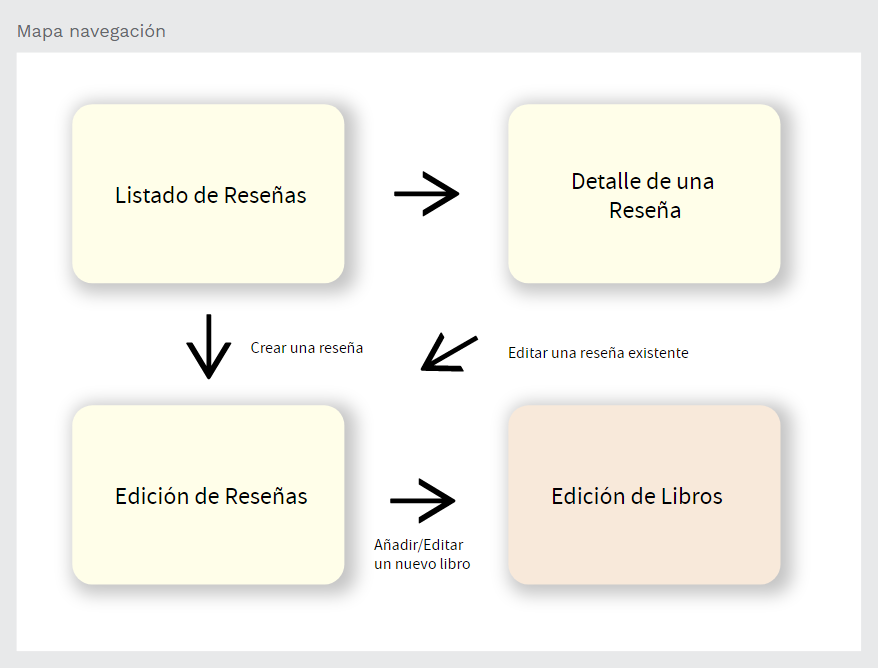 Mapa navegación
Listado de Reseñas
Detalle de una
Reseña
Crear una reseña
Editar una reseña existente
Edición de Reseñas
Añadir/Editar
un nuevo libro
Edición de Libros